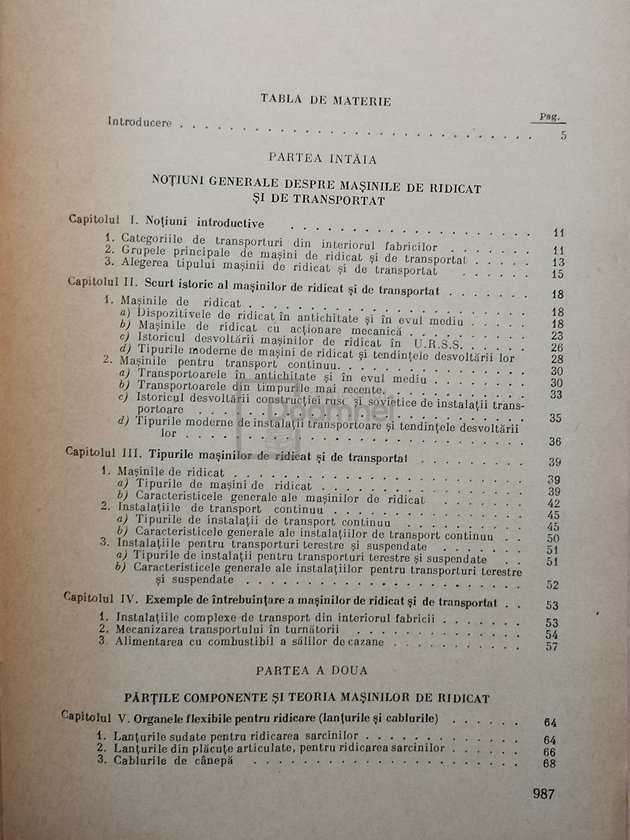 TABLA DE MATERIE
Pag.
Introducere . . . . . . . . . . . . . . . . . . . . . . . . . . . . 5
PARTEA INTÂIA
NOȚIUNI GENERALE DESPRE MAȘINILE DE RIDICAT
ȘI DE TRANSPORTAT
Capitolul I. Noțiuni introductive . . . . . . . . . . . . . . . . . 11
1. Categoriile de transporturi din interiorul fabricilor . . . . . . . 11
2. Grupele principale de mașini de ridicat și de transportat . . . . . 13
3. Alegerea tipului mașinii de ridicat și de transportat . . . . . . 15
Capitolul II. Scurt istoric al mașinilor de ridicat și de transportat . . . . . . . 18
1. Mașinile de ridicat . . . . . . . . . . . . . . . . . . . . . 18
a) Dispozitivele de ridicat în antichitate și în evul mediu . . . . . 18
b) Mașinile de ridicat cu acționare mecanică . . . . . . . . . 23
c) Istoricul desvoltării mașinilor de ridicat în U.R.S.S. . . . . . 26
d) Tipurile moderne de mașini de ridicat și tendințele desvoltării lor 28
2. Mașinile pentru transport continuu. . . . . . . . . . . . . . . 30
a) Transportoarele în antichitate și în evul mediu . . . . . . . . 30
b) Transportoarele din timpurile mai recente. . . . . . . . . . . 33
c) Istoricul desvoltării construcției ruse și sovietice de instalații trans-
portoare . . . . . . . . . . . . . . . . . . . . . . . . . 35
d) Tipurile moderne de instalații transportoare și tendințele desvoltării
lor . . . . . . . . . . . . . . . . . . . . . . . . . . . 36
Capitolul III. Tipurile mașinilor de ridicat și de transportat . . . . . . . . . 39
1. Mașinile de ridicat . . . . . . . . . . . . . . . . . . . . . . 39
a) Tipurile de mașini de ridicat . . . . . . . . . . . . . . . 39
b) Caracteristicele generale ale mașinilor de ridicat . . . . . . . 42
2. Instalațiile de transport continuu . . . . . . . . . . . . . . . 45
a) Tipurile de instalații de transport continuu . . . . . . . . . 45
b) Caracteristicele generale ale instalațiilor de transport continuu . . 50
3. Instalațiile pentru transporturi terestre și suspendate . . . . . . . 51
a) Tipurile de instalații pentru transporturi terestre și suspendate . . 51
b) Caracteristicele generale ale instalațiilor pentru transporturi terestre
și suspendate . . . . . . . . . . . . . . . . . . . . . . 52
Capitolul IV. Exemple de întrebuințare a mașinilor de ridicat și de transportat . . 53
1. Instalațiile complexe de transport din interiorul fabricii . . . . . . . 53
2. Mecanizarea transportului în turnătorii . . . . . . . . . . . . . 54
3. Alimentarea cu combustibil a sălilor de cazane . . . . . . . . . . 57
PARTEA A DOUA
PĂRȚILE COMPONENTE ȘI TEORIA MAȘINILOR DE RIDICAT
Capitolul V. Organele flexibile pentru ridicare (lanțurile și cablurile) . . . . . . 64
1. Lanțurile sudate pentru ridicarea sarcinilor . . . . . . . . . . . . 64
2. Lanțurile din plăcuțe articulate, pentru ridicarea sarcinilor . . . . . . 66
3. Cablurile de cânepă . . . . . . . . . . . . . . . . . . . . . . 68
987